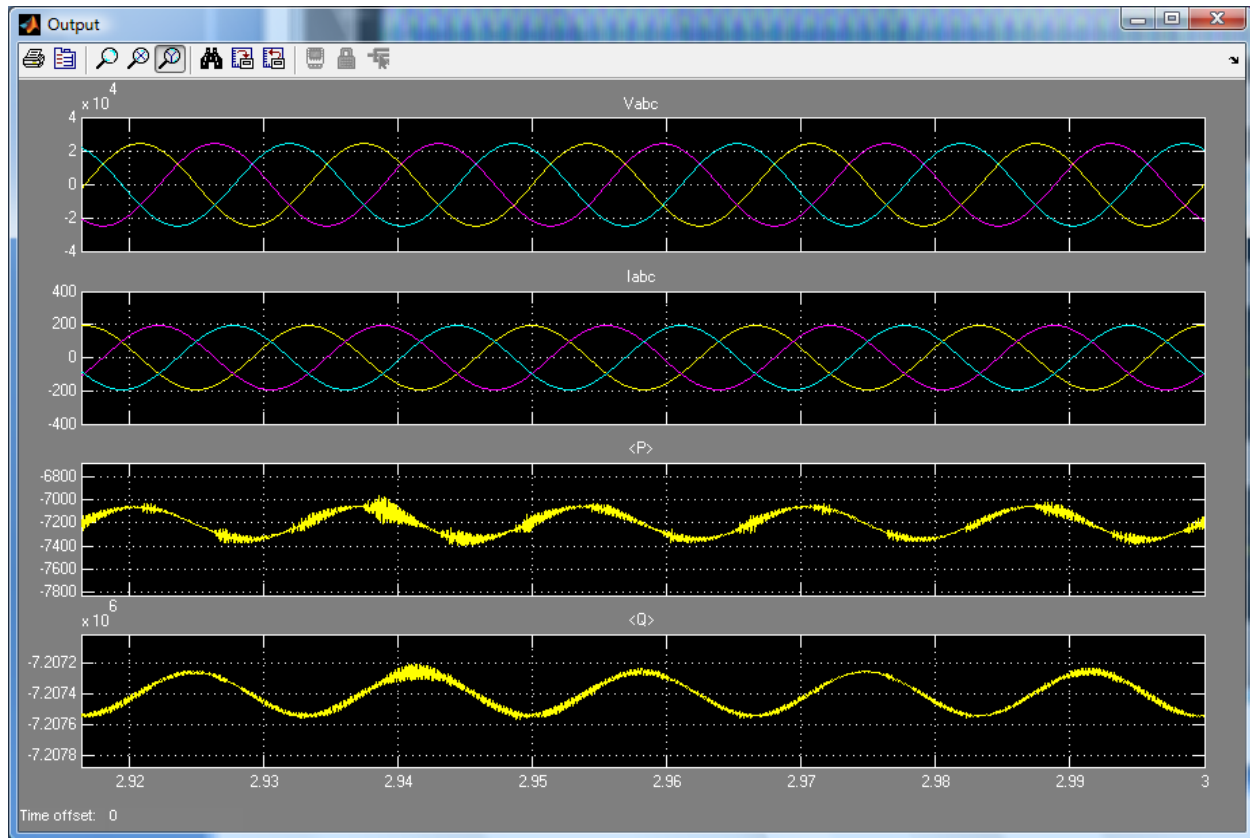 Output
x 10 4
Vabc
4
2
0
-2
-4
Iabc
400
200
0
-200
-400
<P>
-6800
-7000
-7200
-7400
-7600
-7800
x 10 6
<Q>
-7.2072
-7.2074
-7.2076
-7.2078
2.92 2.93 2.94 2.95 2.96 2.97 2.98 2.99 3
Time offset: 0